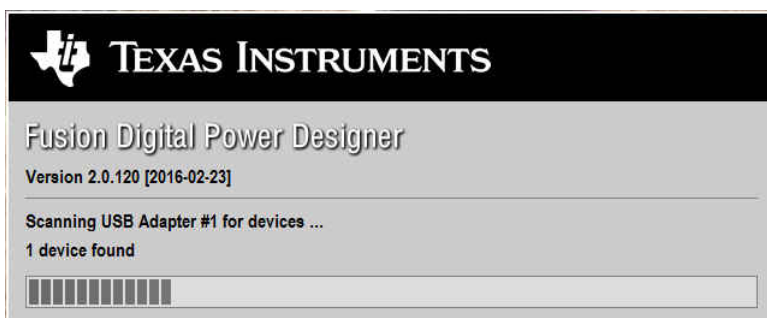 TEXAS INSTRUMENTS
Fusion Digital Power Designer
Version 2.0.120 [2016-02-23]
Scanning USB Adapter #1 for devices ...
1 device found